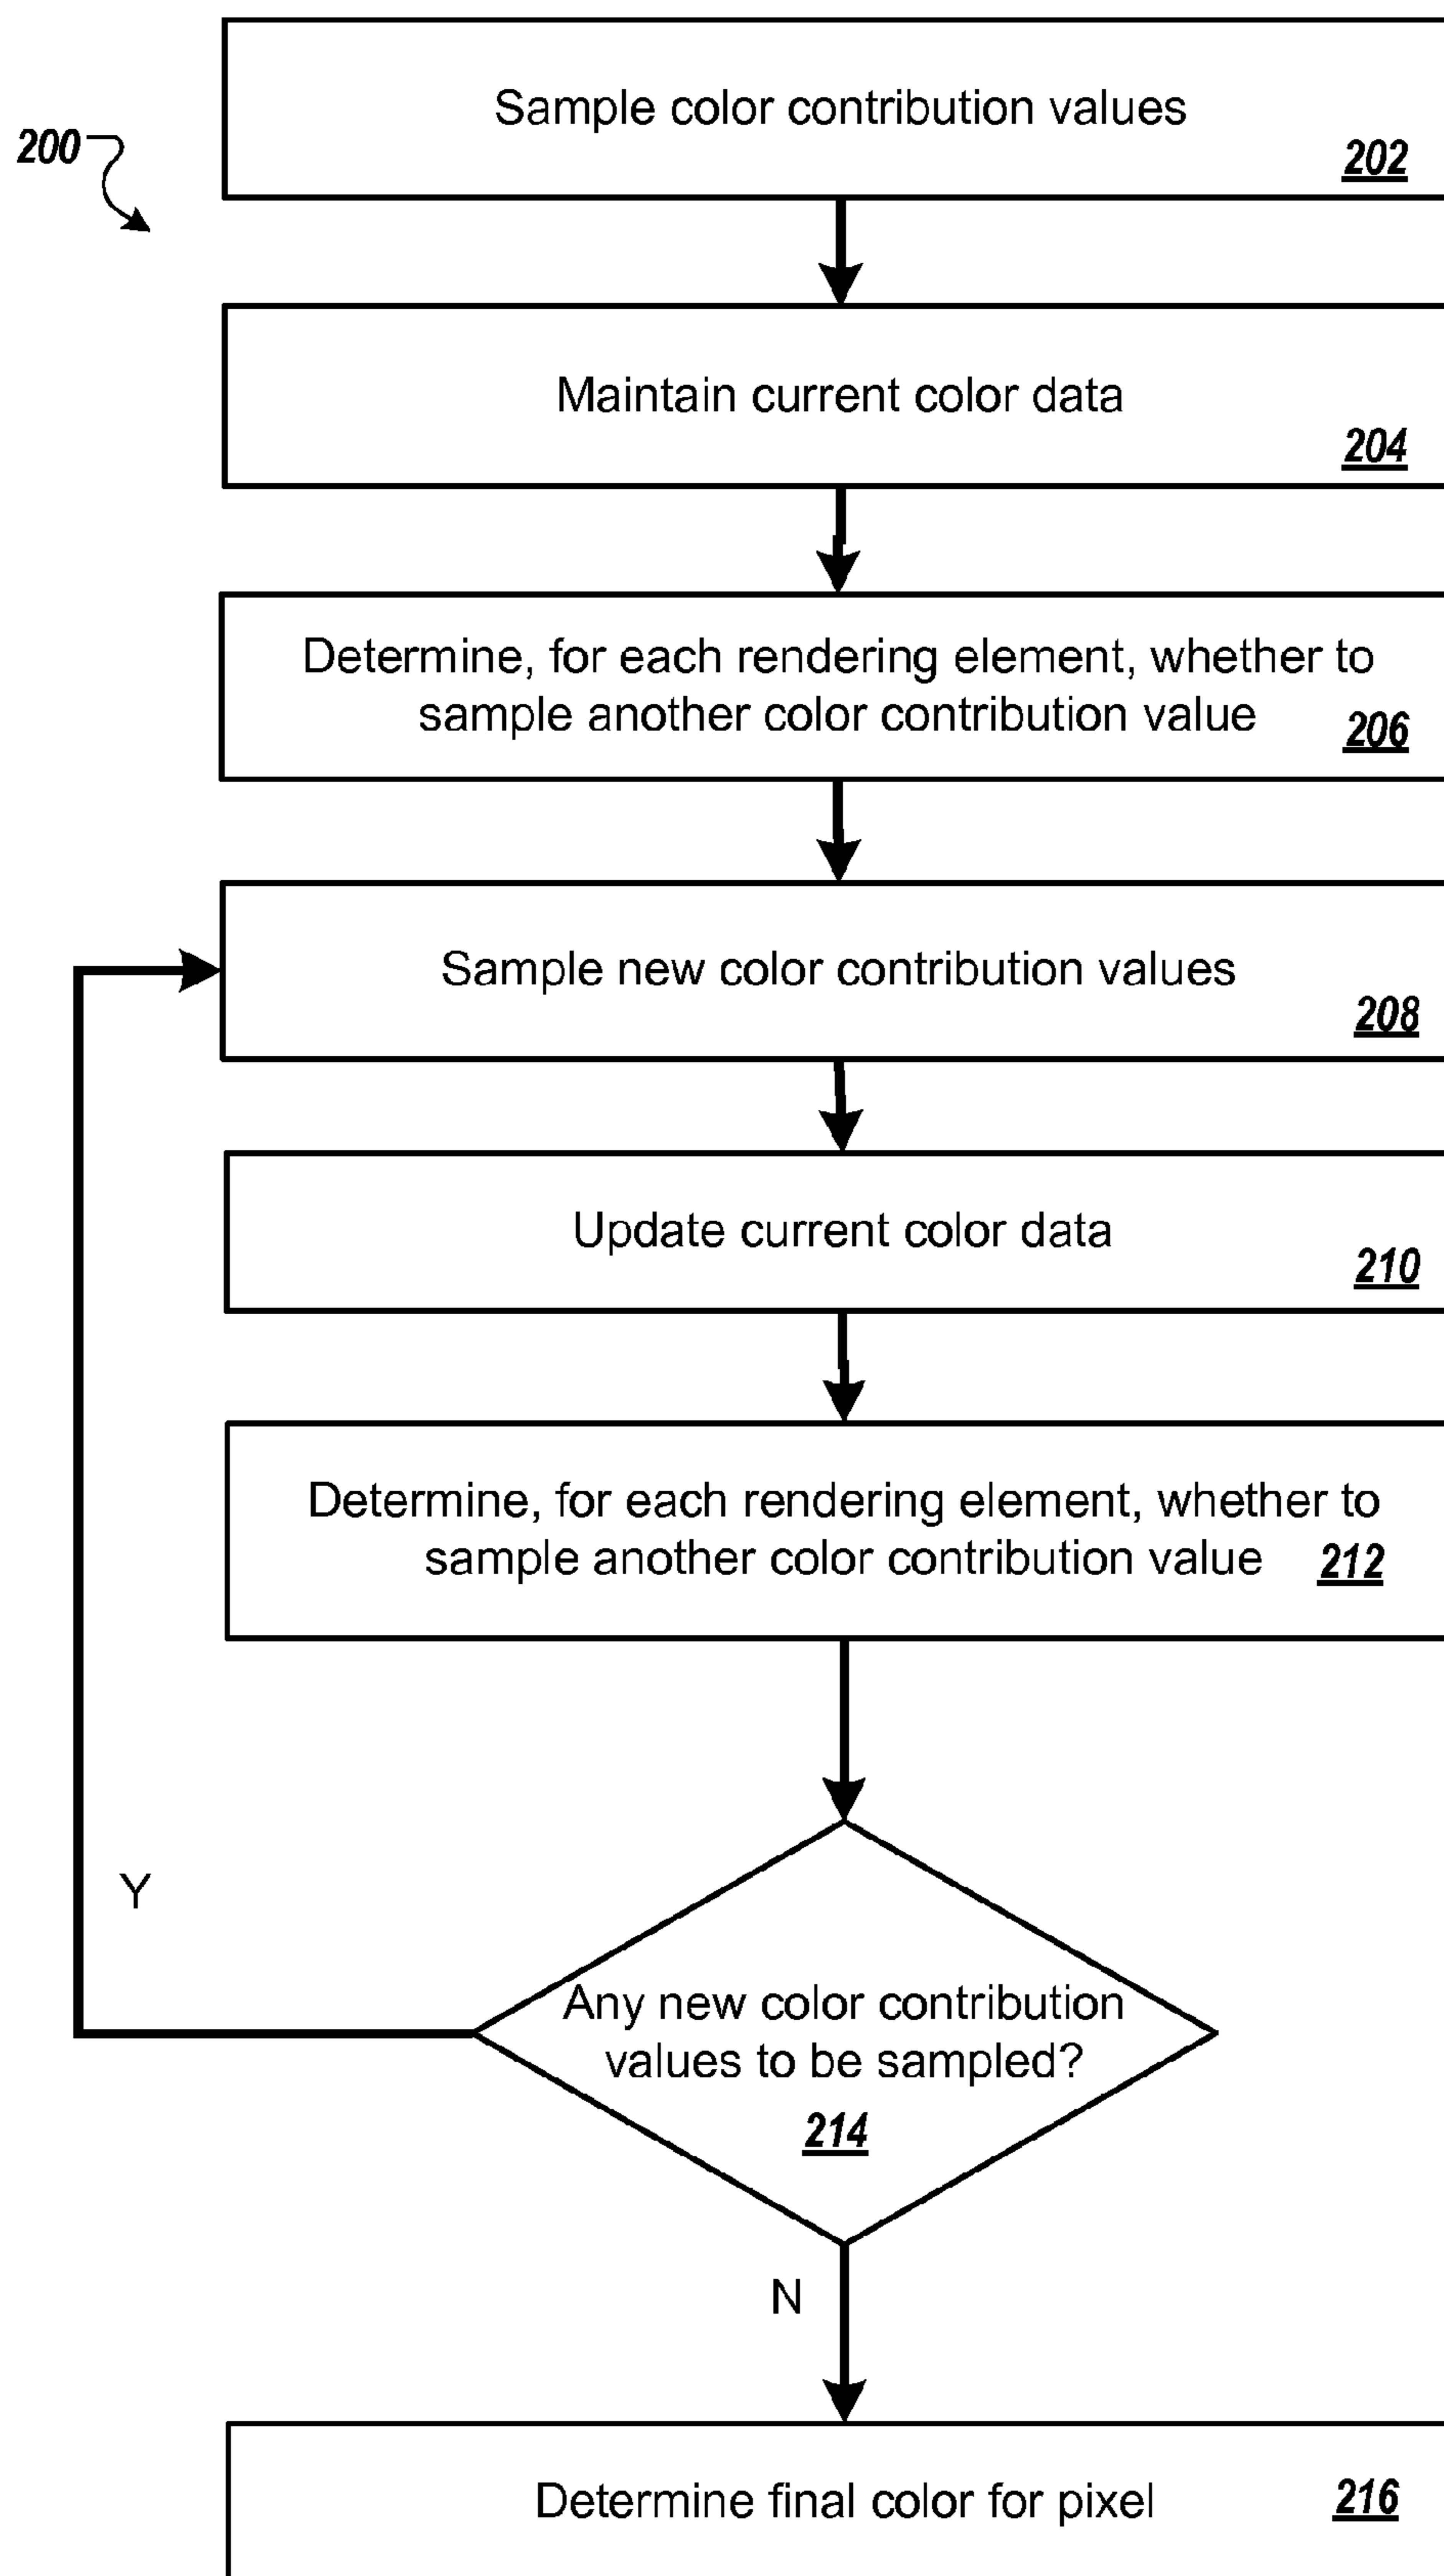 Sample color contribution values
202
200
Maintain current color data
204
Determine, for each rendering element, whether to
sample another color contribution value 206
Sample new color contribution values
208
Update current color data
210
Determine, for each rendering element, whether to
sample another color contribution value 212
Y
Any new color contribution
values to be sampled?
214
N
Determine final color for pixel 216